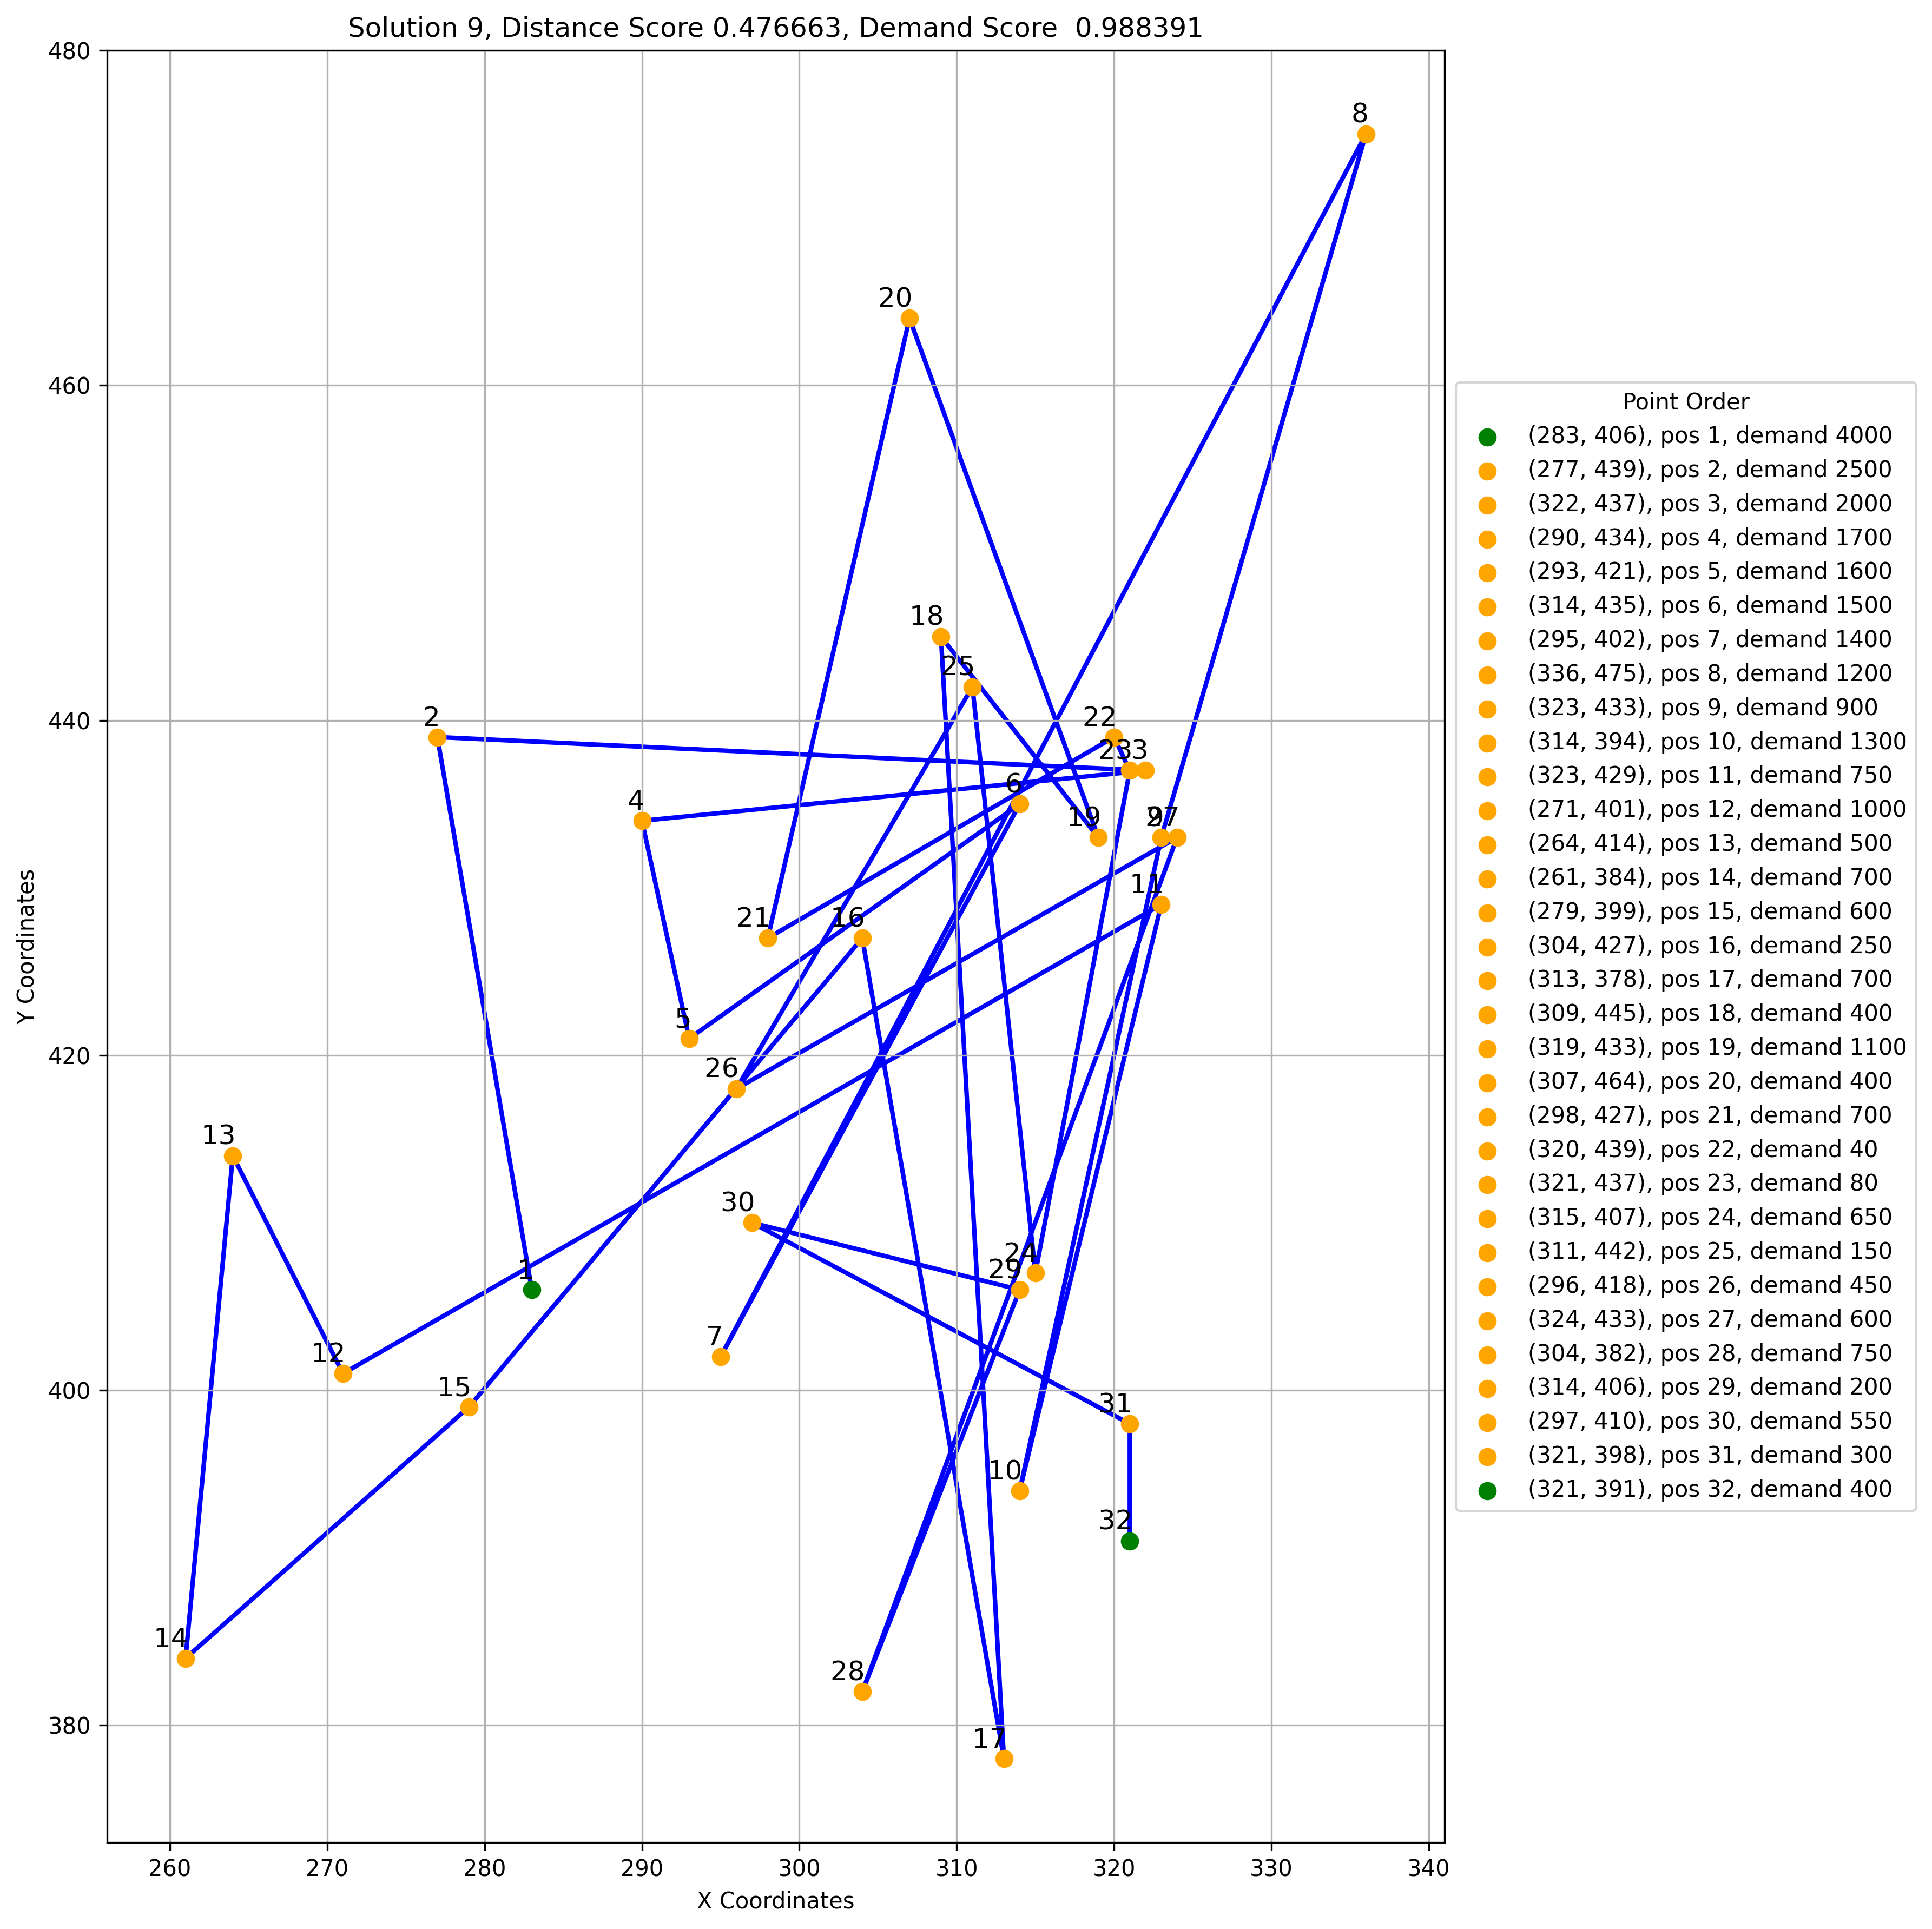 Solution 9, Distance Score 0.476663, Demand Score  0.988391
480
460
440
420
400
380
Y Coordinates
260
270
280
290
300
310
320
330
340
X Coordinates
8
20
18
25
2
22
23
3
6
4
19
9
27
11
21
16
5
26
13
30
24
29
1
7
12
15
31
10
32
14
28
17
Point Order
(283, 406), pos 1, demand 4000
(277, 439), pos 2, demand 2500
(322, 437), pos 3, demand 2000
(290, 434), pos 4, demand 1700
(293, 421), pos 5, demand 1600
(314, 435), pos 6, demand 1500
(295, 402), pos 7, demand 1400
(336, 475), pos 8, demand 1200
(323, 433), pos 9, demand 900
(314, 394), pos 10, demand 1300
(323, 429), pos 11, demand 750
(271, 401), pos 12, demand 1000
(264, 414), pos 13, demand 500
(261, 384), pos 14, demand 700
(279, 399), pos 15, demand 600
(304, 427), pos 16, demand 250
(313, 378), pos 17, demand 700
(309, 445), pos 18, demand 400
(319, 433), pos 19, demand 1100
(307, 464), pos 20, demand 400
(298, 427), pos 21, demand 700
(320, 439), pos 22, demand 40
(321, 437), pos 23, demand 80
(315, 407), pos 24, demand 650
(311, 442), pos 25, demand 150
(296, 418), pos 26, demand 450
(324, 433), pos 27, demand 600
(304, 382), pos 28, demand 750
(314, 406), pos 29, demand 200
(297, 410), pos 30, demand 550
(321, 398), pos 31, demand 300
(321, 391), pos 32, demand 400